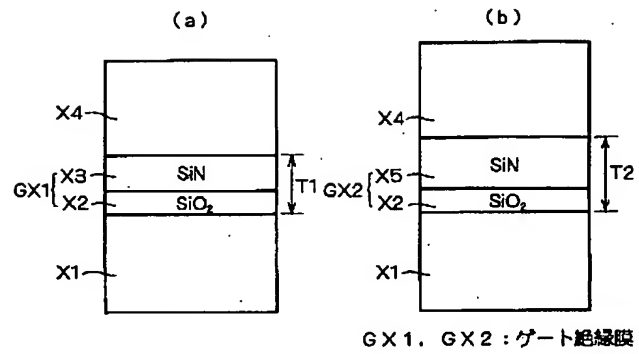 (a)
X4
GX1{ X3 SiN T1
X2 SiO₂
X1
(b)
X4
GX2{ X5 SiN T2
X2 SiO₂
X1
GX1, GX2:ゲート絶縁膜